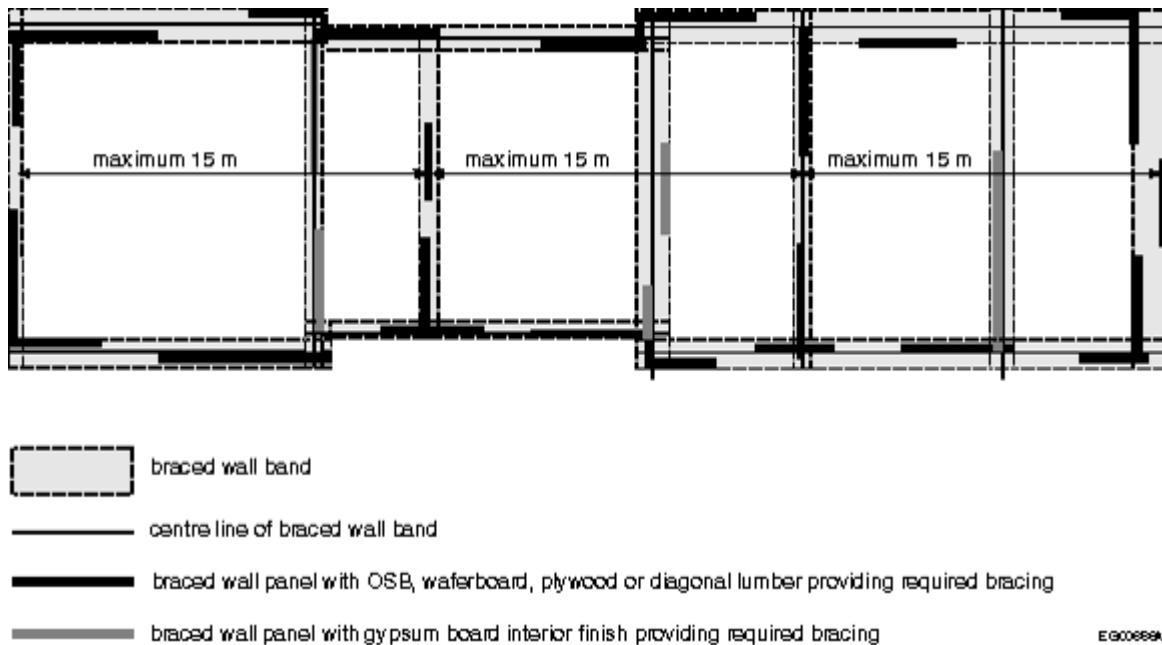 maximum 15 m maximum 15 m maximum 15 m
braced wall band
centre line of braced wall band
braced wall panel with OSB, waferboard, plywood or diagonal lumber providing required bracing
braced wall panel with gypsum board interior finish providing required bracing